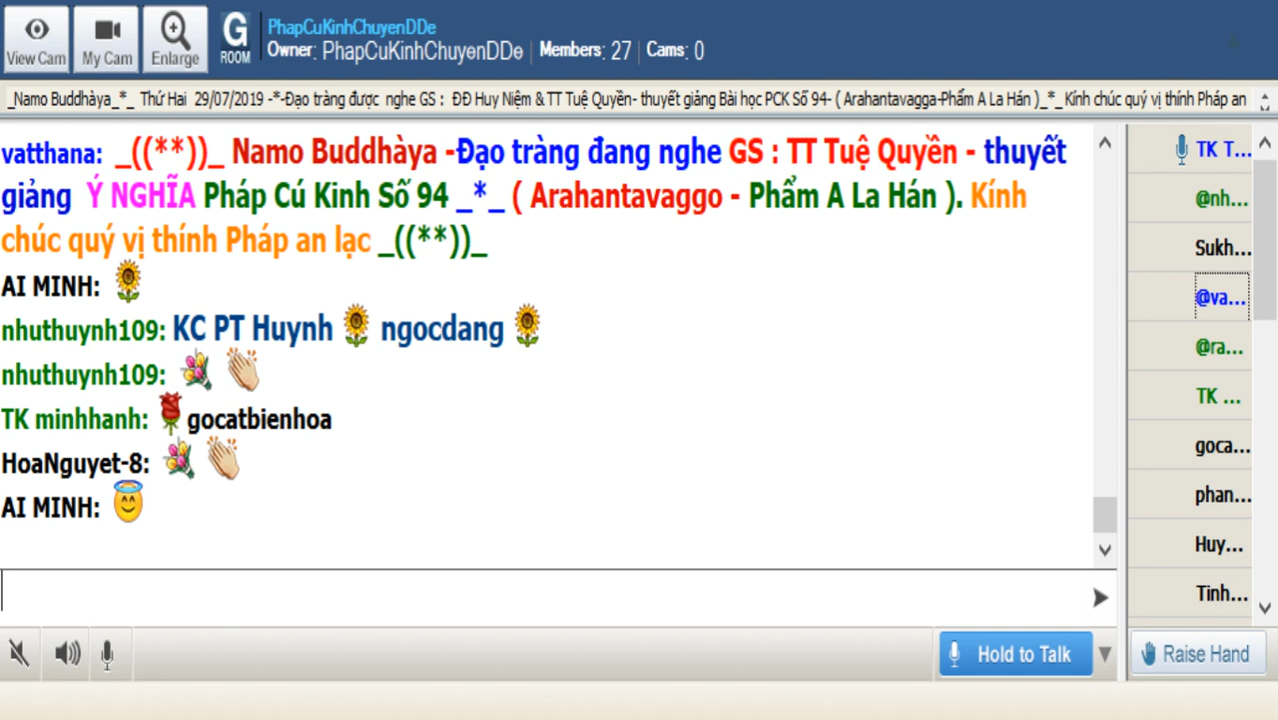 PhapCuKinhChuyenDDe
View Cam My Cam Enlarge G ROOM Owner: PhapCuKinhChuyenDDe Members: 27 Cams: 0
_Namo Buddhàya_*_ Thứ Hai 29/07/2019 -*-Đạo tràng được nghe GS : ĐĐ Huy Niệm & TT Tuệ Quyền- thuyết giảng Bài học PCK Số 94- ( Arahantavagga-Phẩm A La Hán )_*_ Kính chúc quý vị thính Pháp an
vatthana: _((**))_ Namo Buddhàya -Đạo tràng đang nghe GS : TT Tuệ Quyền - thuyết
giảng Ý NGHĨA Pháp Cú Kinh Số 94 _*_ ( Arahantavaggo - Phẩm A La Hán ). Kính
chúc quý vị thính Pháp an lạc _((**))_
AI MINH:
nhuthuynh109: KC PT Huynh ngocdang
nhuthuynh109:
TK minhhanh: gocatbienhoa
HoaNguyet-8:
AI MINH:
TK T...
@nh...
Sukh...
@va...
@ra...
TK ...
goca...
phan...
Huy...
Tinh...
Hold to Talk
Raise Hand